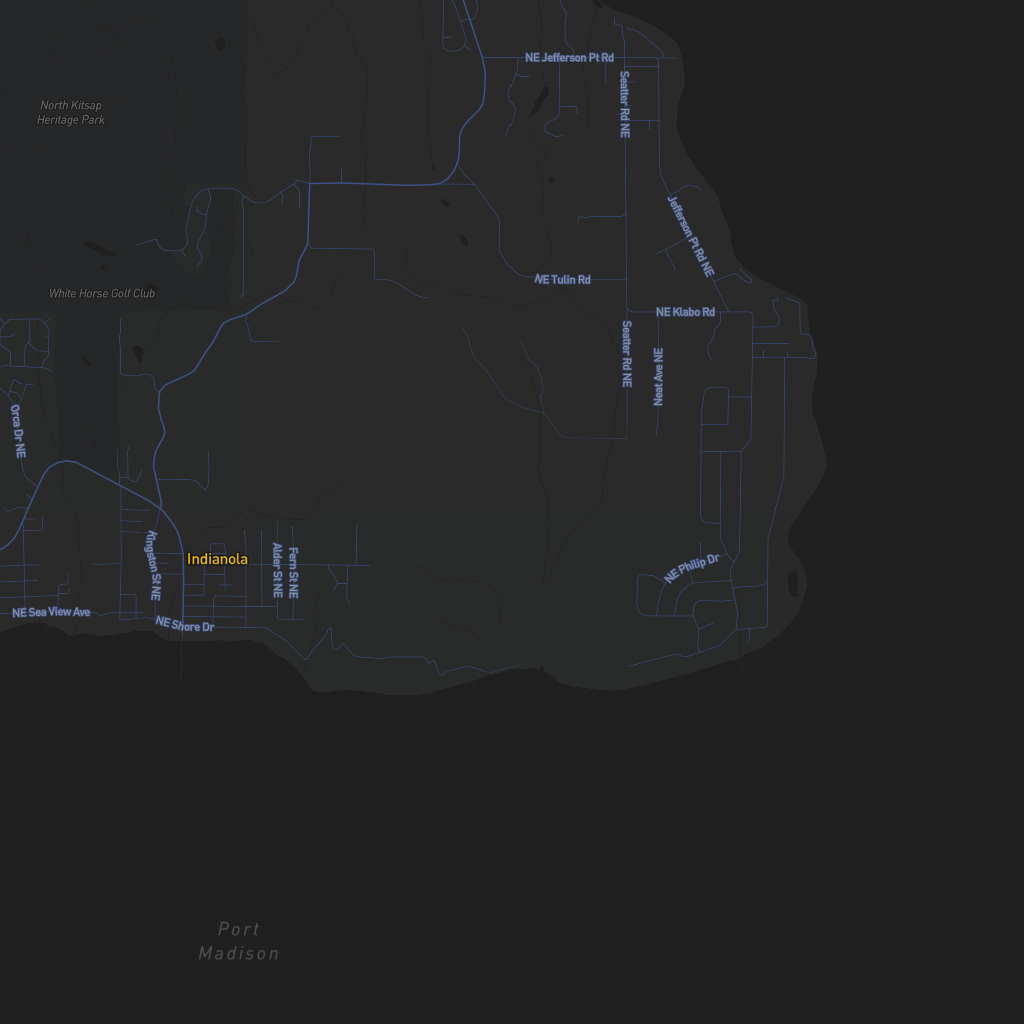 NE Jefferson Pt Rd
Seatter Rd NE
North Kitsap
Heritage Park
Jefferson Pt Rd NE
NE Tulin Rd
White Horse Golf Club
NE Klabo Rd
Seatter Rd NE
Neat Ave NE
Orca Dr NE
Kingston St NE
Indianola
Alder St NE
Fern St NE
NE Philip Dr
NE Sea View Ave
NE Shore Dr
Port
Madison